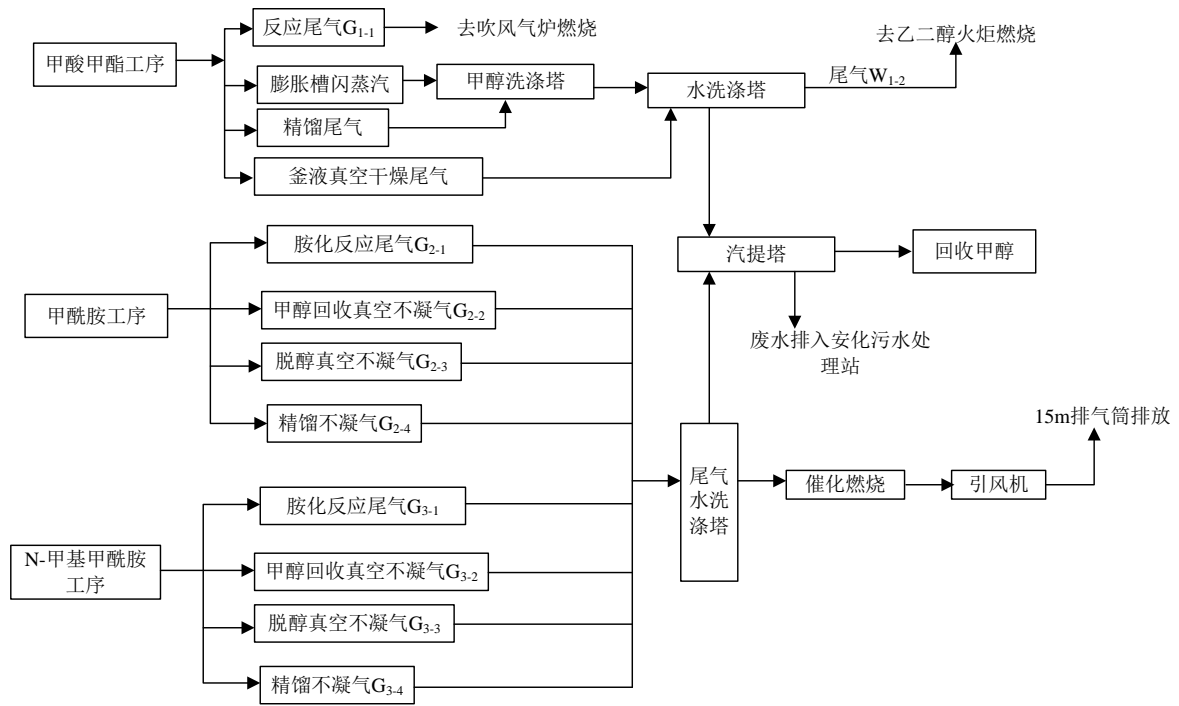 反应尾气G1-1
去吹风气炉燃烧
去乙二醇火炬燃烧
甲酸甲酯工序
膨胀槽闪蒸汽
甲醇洗涤塔
水洗涤塔
尾气W1-2
精馏尾气
釜液真空干燥尾气
胺化反应尾气G2-1
汽提塔
回收甲醇
甲酰胺工序
甲醇回收真空不凝气G2-2
脱醇真空不凝气G2-3
废水排入安化污水处
理站
精馏不凝气G2-4
15m排气筒排放
尾气
水洗
涤塔
催化燃烧
引风机
胺化反应尾气G3-1
N-甲基甲酰胺
工序
甲醇回收真空不凝气G3-2
脱醇真空不凝气G3-3
精馏不凝气G3-4